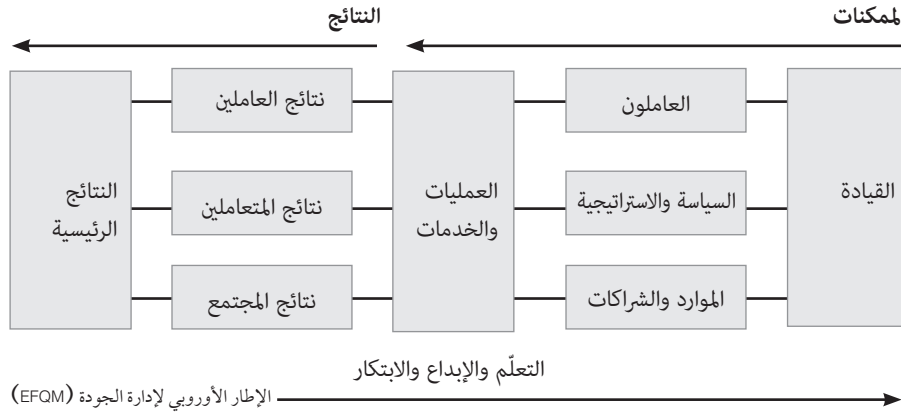 لممكنات
النتائج
القيادة
العاملون
السياسة والاستراتيجية
الموارد والشراكات
العمليات
والخدمات
نتائج العاملين
نتائج المتعاملين
نتائج المجتمع
النتائج
الرئيسية
التعلّم والإبداع والابتكار
الإطار الأوروبي لإدارة الجودة (EFQM)